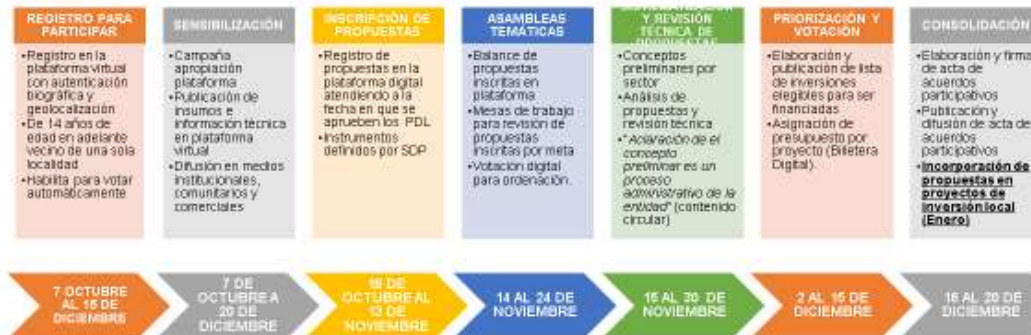 REGISTRO PARA
PARTICIPAR
•Registro en la
plataforma virtual
con autenticación
biográfica y
geolocalización
•De 14 años de
edad en adelante
vecino de una sola
localidad
•Habilita para votar
automáticamente
SENSIBILIZACIÓN
•Campaña
apropiación
plataforma
•Publicación de
insumos e
información técnica
en plataforma
virtual
•Difusión en medios
institucionales,
comunitarios y
comerciales
INSCRIPCIÓN DE
PROPUESTAS
•Registro de
propuestas en la
plataforma digital
atendiendo a la
fecha en que se
aprueben los PDL
•Instrumentos
definidos por SDP
ASAMBLEAS
TEMÁTICAS
•Balance de
propuestas
inscritas en
plataforma
•Mesas de trabajo
para revisión de
propuestas
inscritas por meta
•Votación digital
para ordenación.
SISTEMATIZACIÓN
Y REVISIÓN
TÉCNICA DE
PROPUESTAS
•Conceptos
preliminares por
sector
•Análisis de
propuestas y
revisión técnica
•"Aclaración de el
concepto
preliminar es un
proceso
administrativo de la
entidad" (contenido
circular)
PRIORIZACIÓN Y
VOTACIÓN
•Elaboración y
publicación de lista
de inversiones
elegibles para ser
financiadas
•Asignación de
presupuesto por
proyecto (Billetera
Digital).
CONSOLIDACIÓN
•Elaboración y firma
de acta de
acuerdos
participativos
•Publicación y
difusión de acta de
acuerdos
participativos
•Incorporación de
propuestas en
proyectos de
inversión local
(Enero)
7 OCTUBRE
AL 15 DE
DICIEMBRE
7 DE
OCTUBRE A
20 DE
DICIEMBRE
DE
OCTUBRE AL
13 DE
NOVIEMBRE
14 AL 24 DE
NOVIEMBRE
15 AL 30 DE
NOVIEMBRE
2 AL 15 DE
DICIEMBRE
16 AL 20 DE
DICIEMBRE